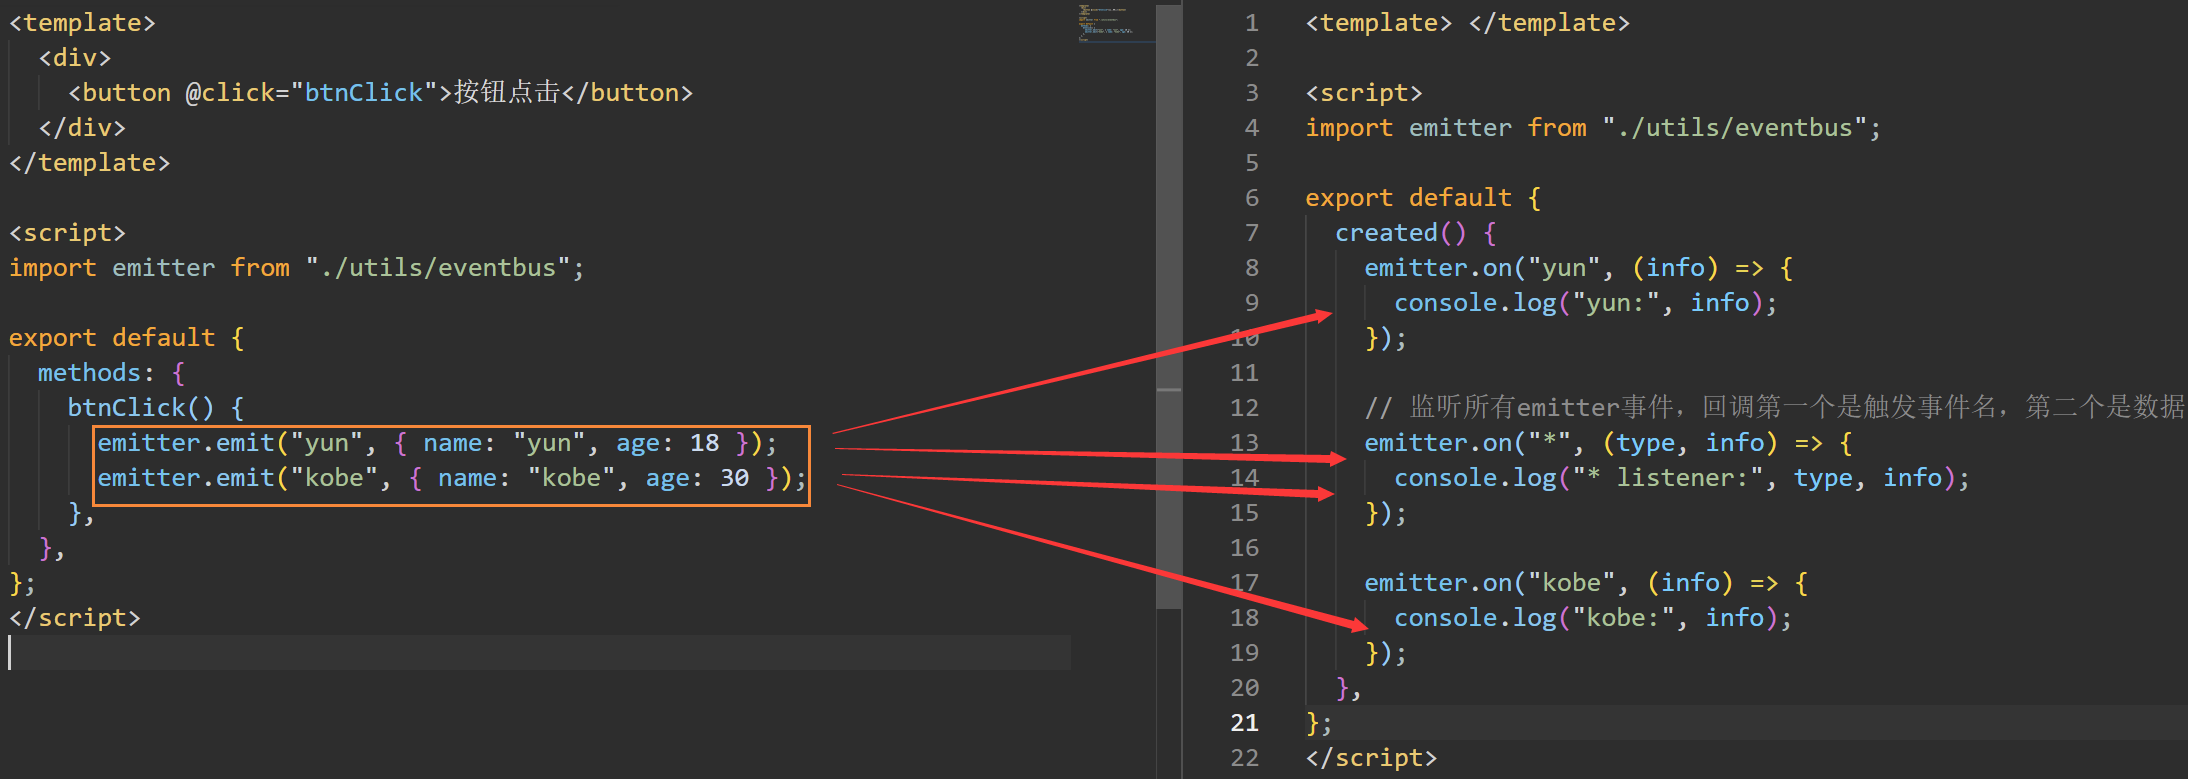 <template>
  <div>
    <button @click="btnClick">按钮点击</button>
  </div>
</template>

<script>
import emitter from "./utils/eventbus";

export default {
  methods: {
    btnClick() {
      emitter.emit("yun", { name: "yun", age: 18 });
      emitter.emit("kobe", { name: "kobe", age: 30 });
    },
  },
};
</script>

1 <template> </template>
2
3 <script>
4 import emitter from "./utils/eventbus";
5
6 export default {
7   created() {
8     emitter.on("yun", (info) => {
9       console.log("yun:", info);
10     });
11
12     // 监听所有emitter事件，回调第一个是触发事件名，第二个是数据
13     emitter.on("*", (type, info) => {
14       console.log("* listener:", type, info);
15     });
16
17     emitter.on("kobe", (info) => {
18       console.log("kobe:", info);
19     });
20   },
21 };
22 </script>